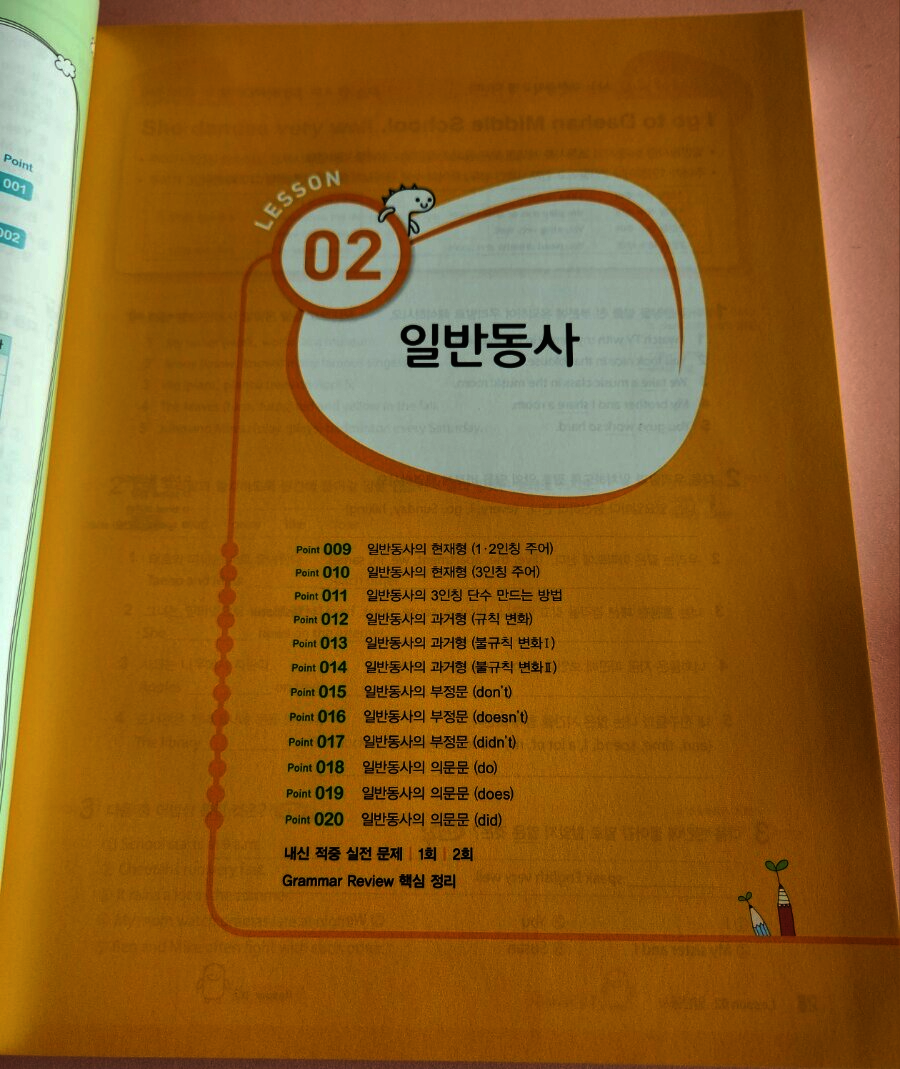 Point
001
002
LESSON
02
일반동사
Point 009 일반동사의 현재형 (1·2인칭 주어)
Point 010 일반동사의 현재형 (3인칭 주어)
Point 011 일반동사의 3인칭 단수 만드는 방법
Point 012 일반동사의 과거형 (규칙 변화)
Point 013 일반동사의 과거형 (불규칙 변화Ⅰ)
Point 014 일반동사의 과거형 (불규칙 변화Ⅱ)
Point 015 일반동사의 부정문 (don't)
Point 016 일반동사의 부정문 (doesn't)
Point 017 일반동사의 부정문 (didn't)
Point 018 일반동사의 의문문 (do)
Point 019 일반동사의 의문문 (does)
Point 020 일반동사의 의문문 (did)
내신 적중 실전 문제 | 1회 | 2회
Grammar Review 핵심 정리